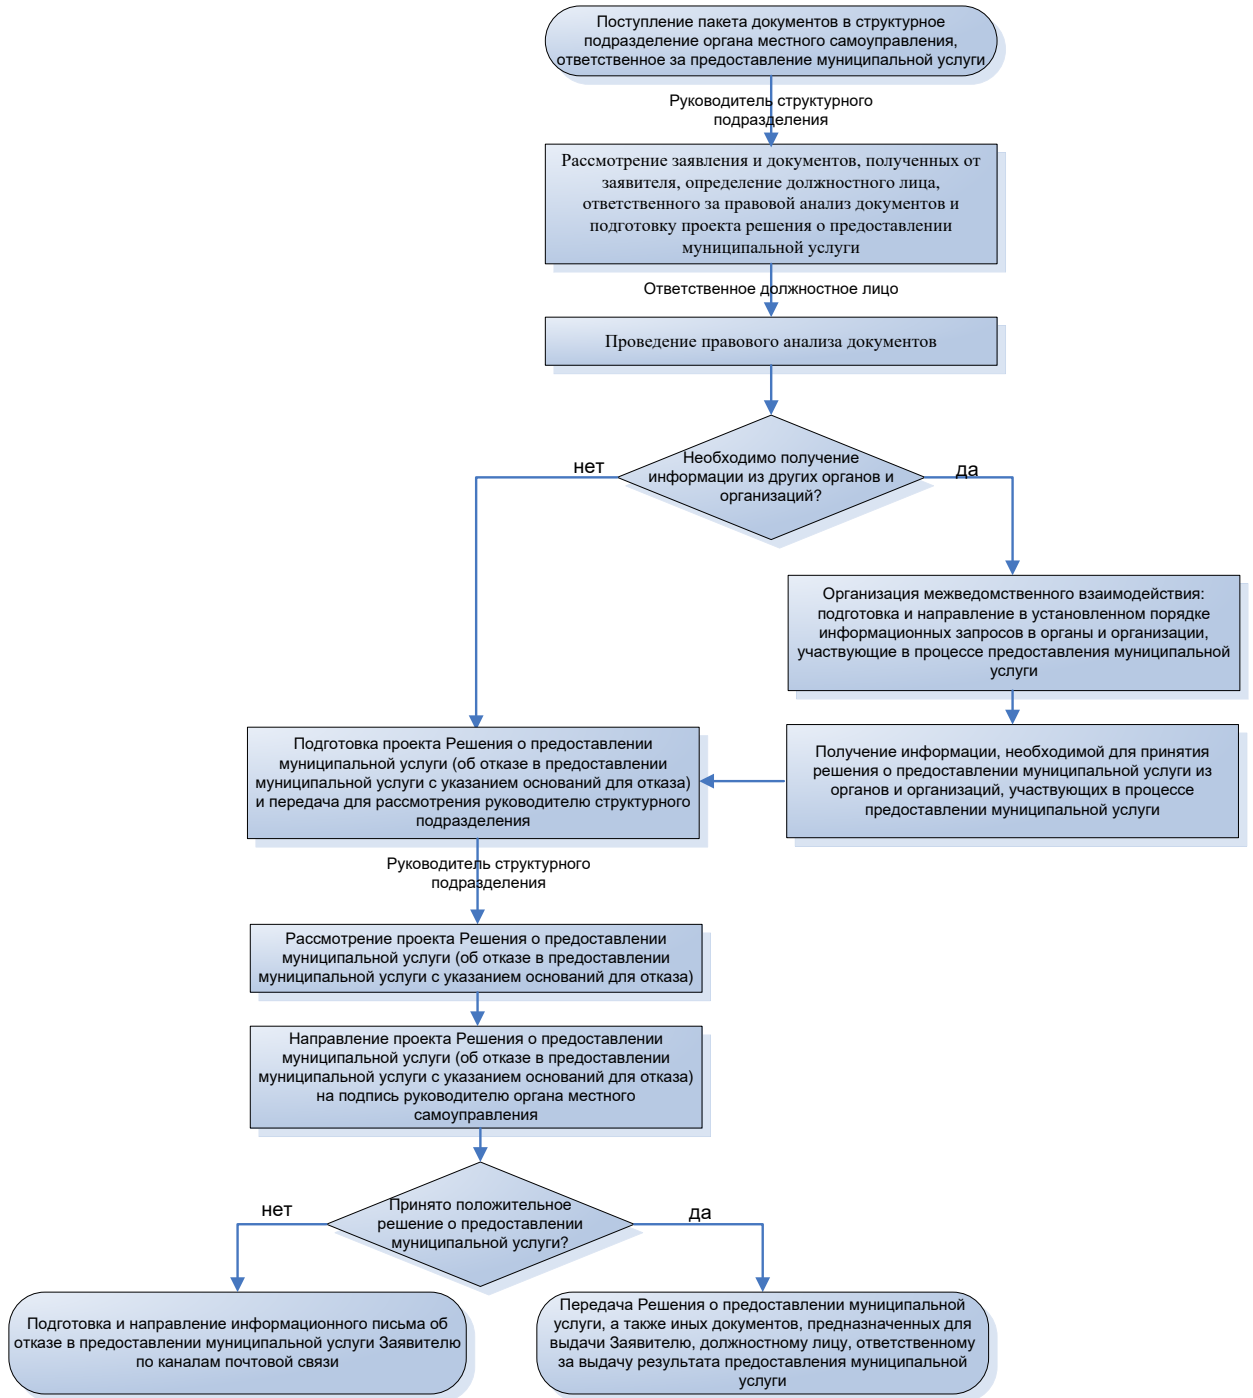 Поступление пакета документов в структурное
подразделение органа местного самоуправления,
ответственное за предоставление муниципальной услуги
Руководитель структурного
подразделения
Рассмотрение заявления и документов, полученных от
заявителя, определение должностного лица,
ответственного за правовой анализ документов и
подготовку проекта решения о предоставлении
муниципальной услуги
Ответственное должностное лицо
Проведение правового анализа документов
Необходимо получение
информации из других органов и
организаций?
нет
да
Организация межведомственного взаимодействия:
подготовка и направление в установленном порядке
информационных запросов в органы и организации,
участвующие в процессе предоставления муниципальной
услуги
Получение информации, необходимой для принятия
решения о предоставлении муниципальной услуги из
органов и организаций, участвующих в процессе
предоставлении муниципальной услуги
Подготовка проекта Решения о предоставлении
муниципальной услуги (об отказе в предоставлении
муниципальной услуги с указанием оснований для отказа)
и передача для рассмотрения руководителю структурного
подразделения
Руководитель структурного
подразделения
Рассмотрение проекта Решения о предоставлении
муниципальной услуги (об отказе в предоставлении
муниципальной услуги с указанием оснований для отказа)
Направление проекта Решения о предоставлении
муниципальной услуги (об отказе в предоставлении
муниципальной услуги с указанием оснований для отказа)
на подпись руководителю органа местного
самоуправления
Принято положительное
решение о предоставлении
муниципальной услуги?
нет
да
Подготовка и направление информационного письма об
отказе в предоставлении муниципальной услуги Заявителю
по каналам почтовой связи
Передача Решения о предоставлении муниципальной
услуги, а также иных документов, предназначенных для
выдачи Заявителю, должностному лицу, ответственному
за выдачу результата предоставления муниципальной
услуги